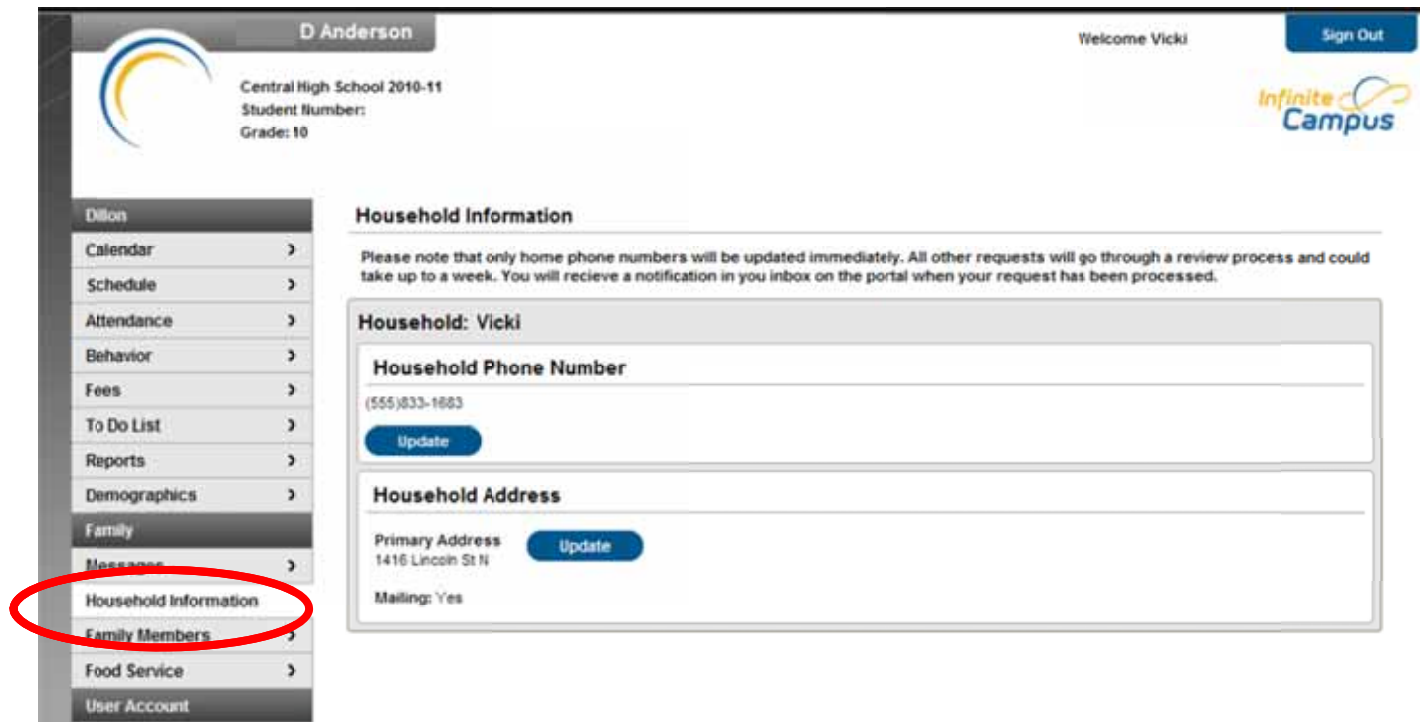 D Anderson
Welcome Vicki
Sign Out
Central High School 2010-11
Student Number:
Grade: 10
Infinite
Campus
Dillon
Calendar
Schedule
Attendance
Behavior
Fees
To Do List
Reports
Demographics
Family
Messages
Household Information
Family Members
Food Service
User Account
Household Information
Please note that only home phone numbers will be updated immediately. All other requests will go through a review process and could
take up to a week. You will recieve a notification in you inbox on the portal when your request has been processed.
Household: Vicki
Household Phone Number
(555)833-1683
Update
Household Address
Primary Address
Update
1416 Lincoln St N
Mailing: Yes